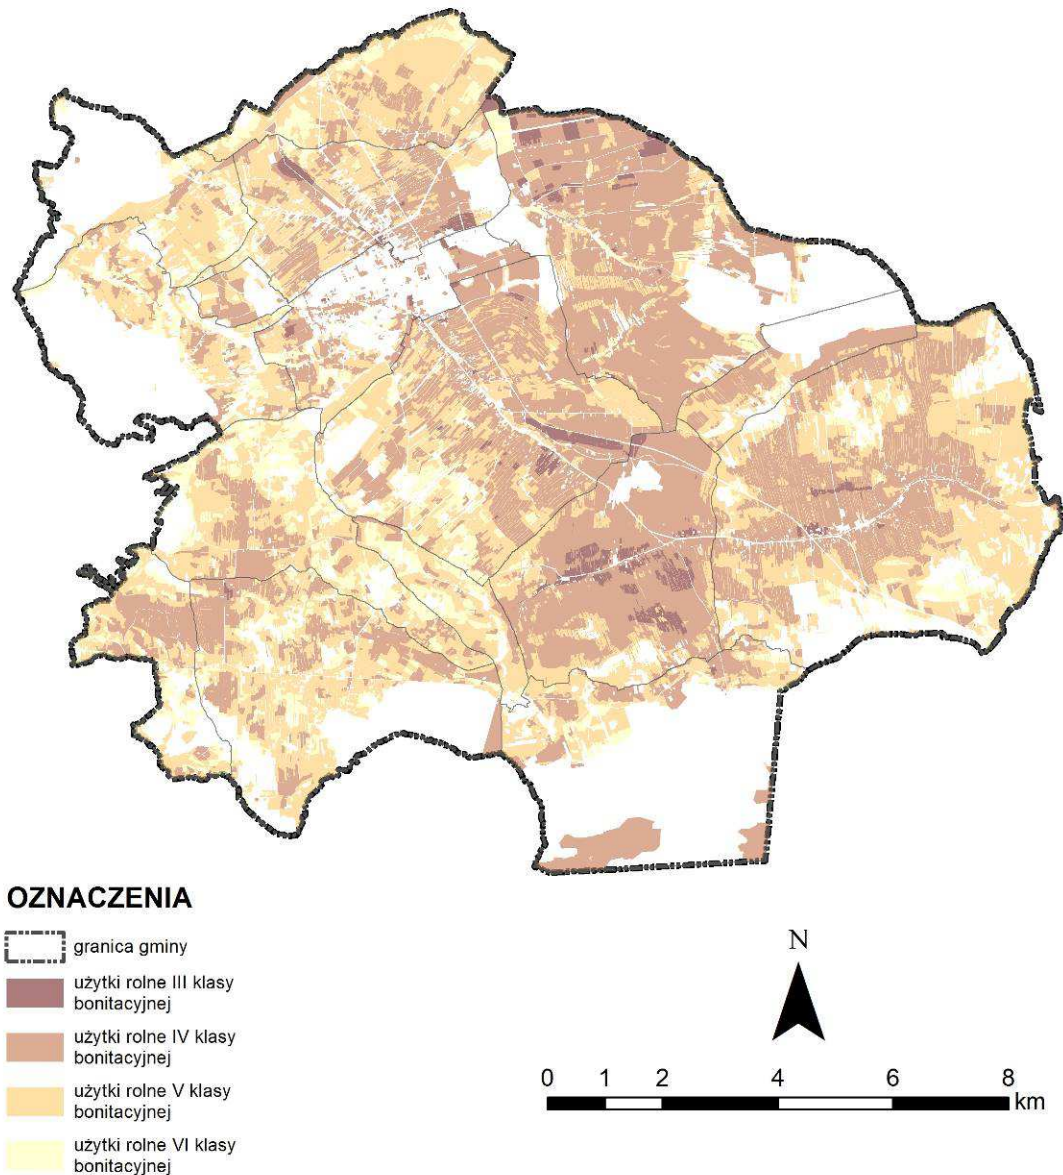 OZNACZENIA
granica gminy
użytki rolne III klasy
bonitacyjnej
użytki rolne IV klasy
bonitacyjnej
użytki rolne V klasy
bonitacyjnej
użytki rolne VI klasy
bonitacyjnej
N
0 1 2 4 6 8
km